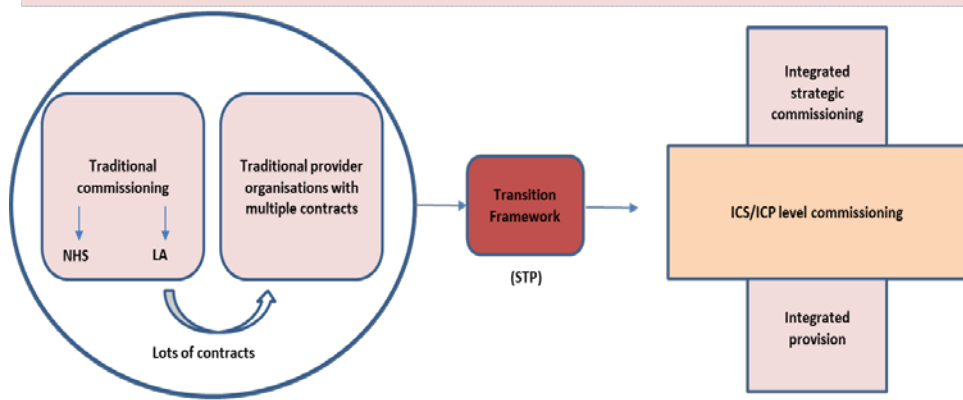 Traditional
commissioning
NHS
LA
Traditional provider
organisations with
multiple contracts
Lots of contracts
Transition
Framework
(STP)
Integrated
strategic
commissioning
ICS/ICP level commissioning
Integrated
provision